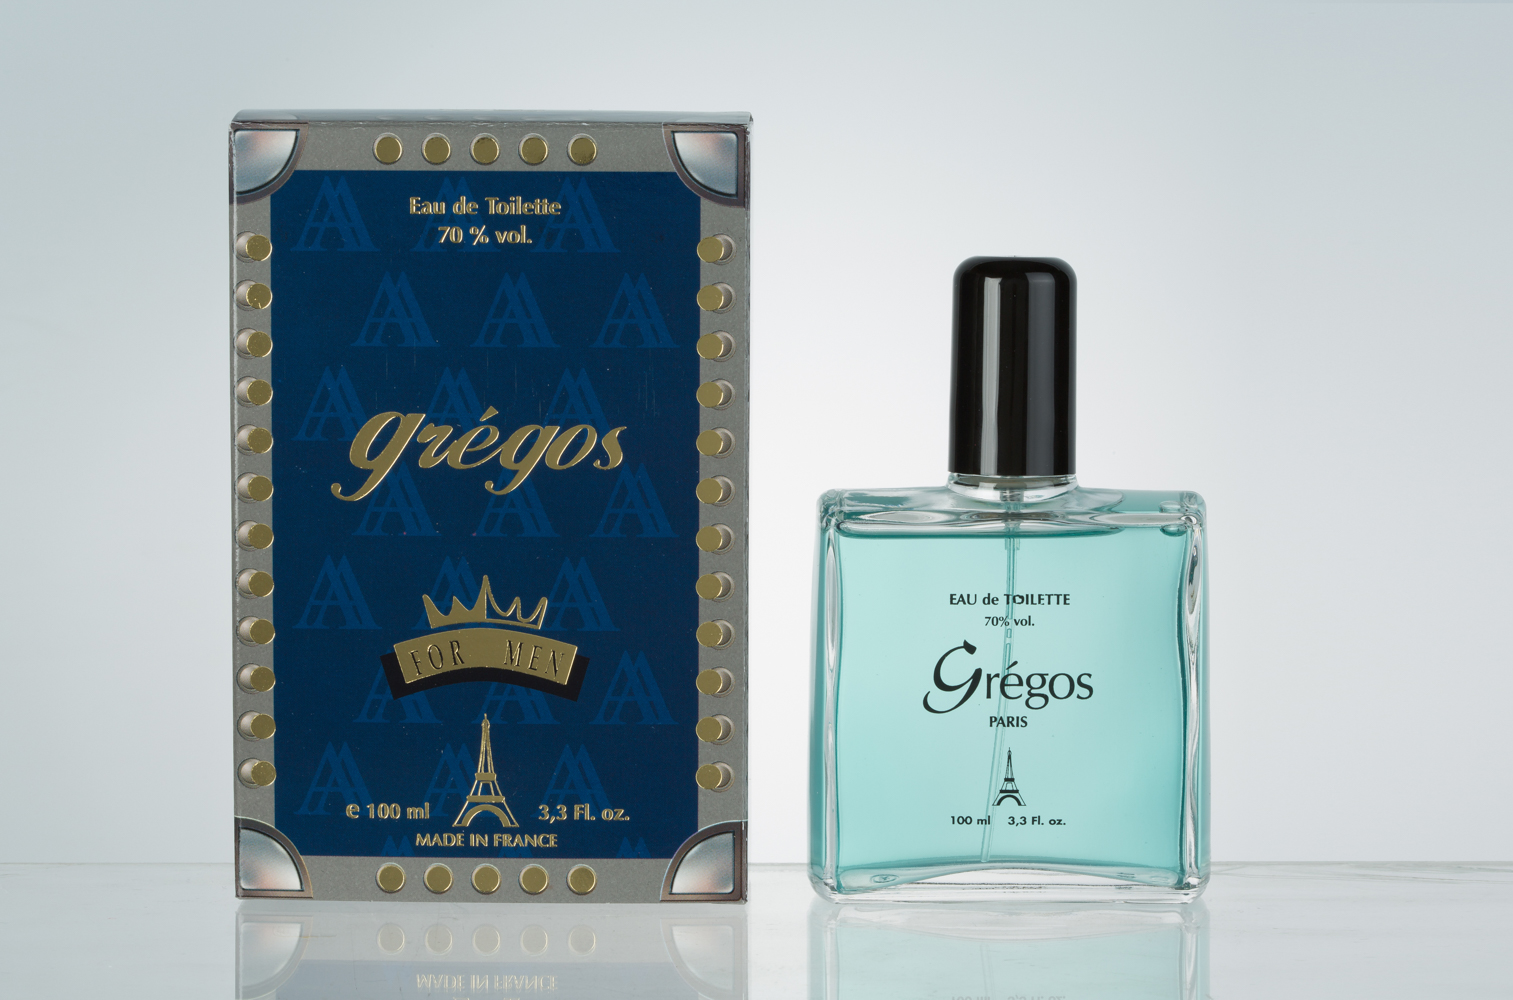 Eau de Toilette
70 % vol.
grégos
FOR MEN
e 100 ml 3,3 Fl. oz.
MADE IN FRANCE
EAU de TOILETTE
70% vol.
Grégos
PARIS
100 ml 3,3 Fl. oz.